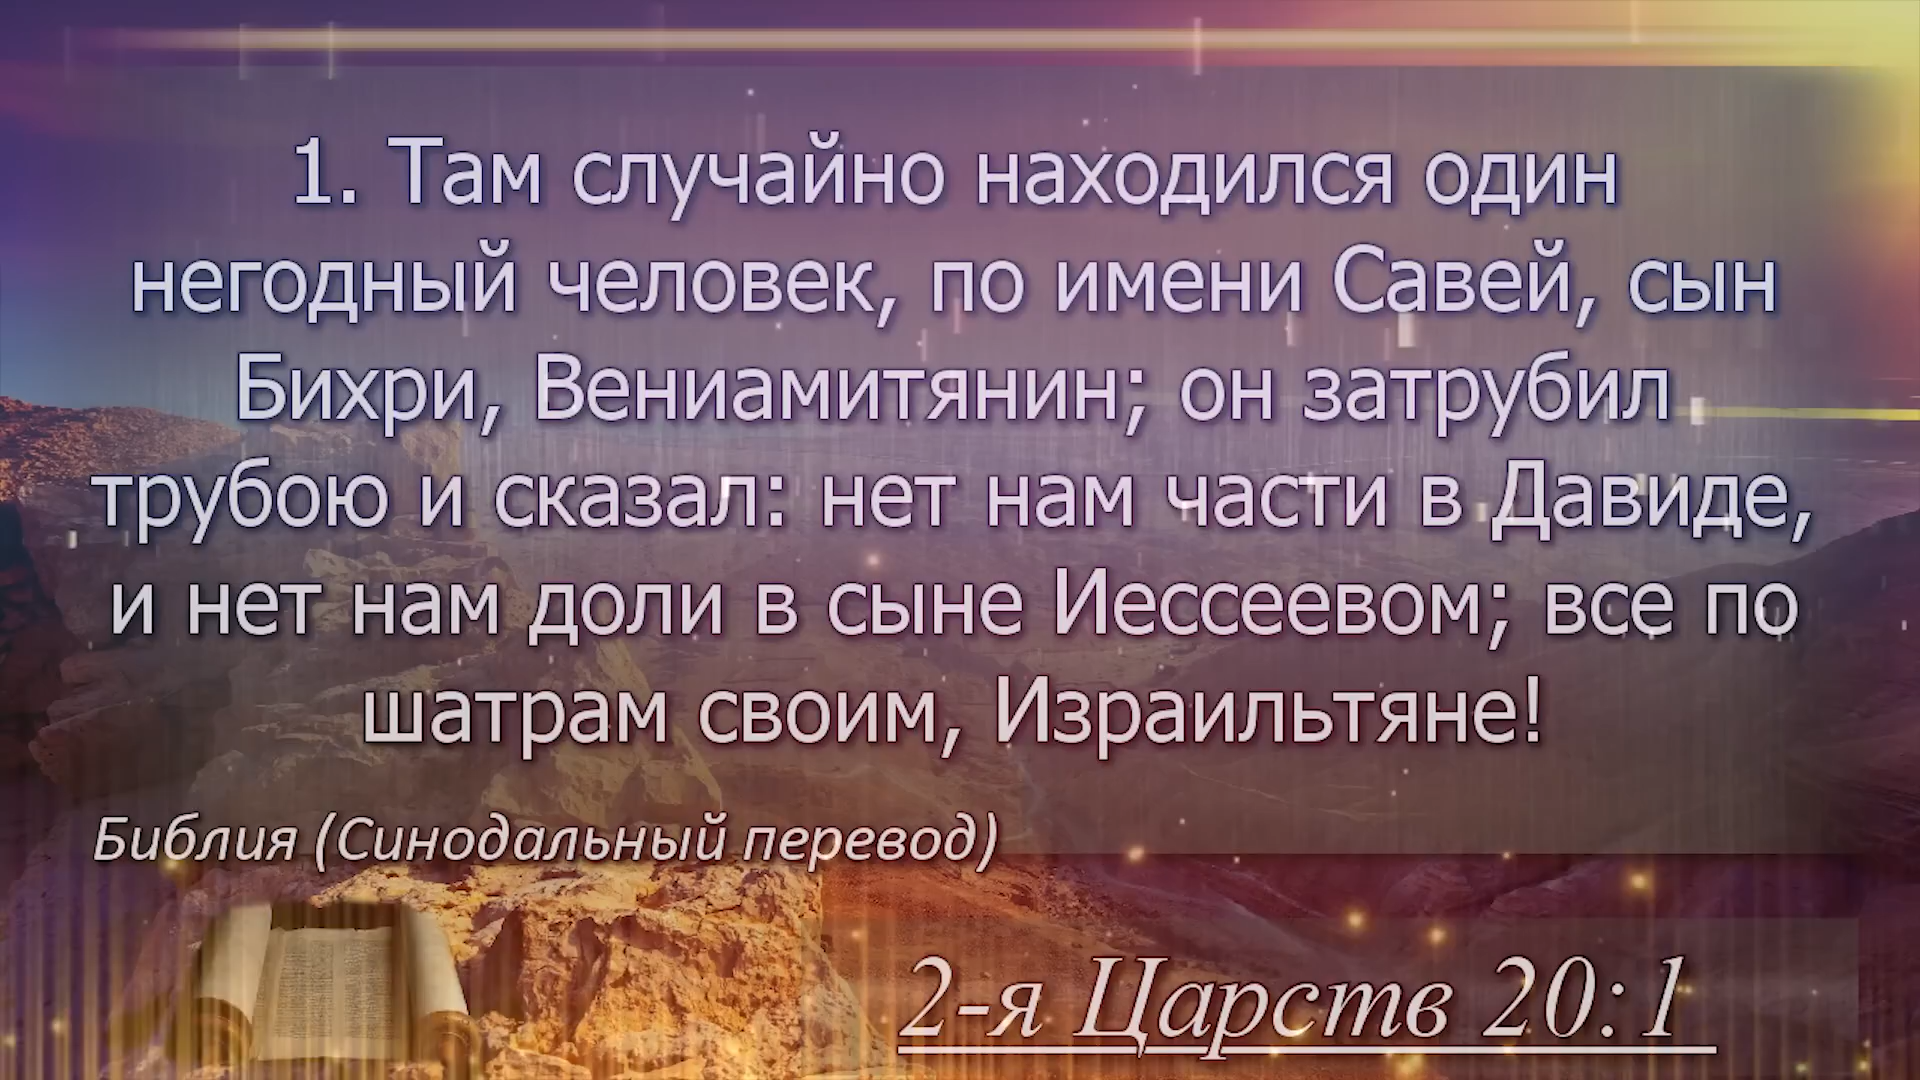 1. Там случайно находился один
негодный человек, по имени Савей, сын
Бихри, Вениамитянин; он затрубил
трубою и сказал: нет нам части в Давиде,
и нет нам доли в сыне Иессеевом; все по
шатрам своим, Израильтяне!
Библия (Синодальный перевод)
2-я Царств 20:1